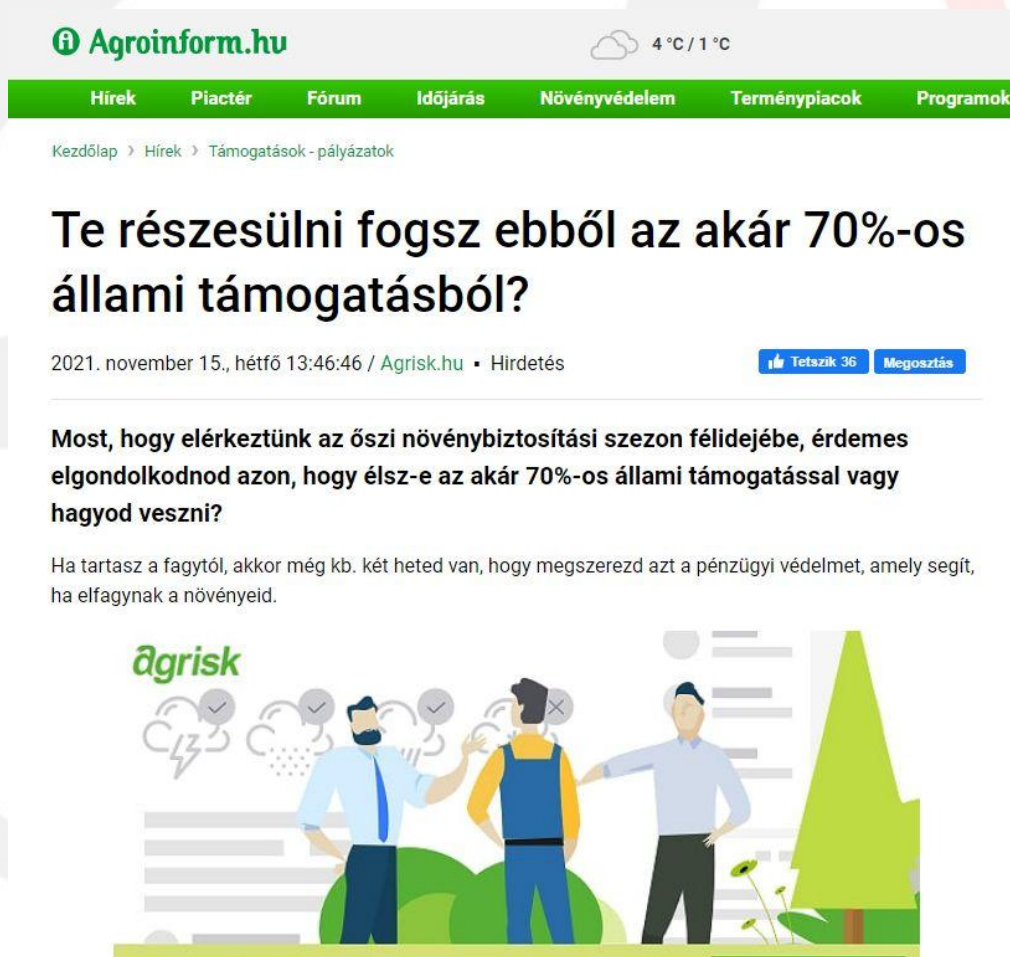 Agroinform.hu
4 °C / 1 °C
Hírek Piactér Fórum Időjárás Növényvédelem Terménypiacok Programok
Kezdőlap > Hírek > Támogatások - pályázatok
Te részesülni fogsz ebből az akár 70%-os
állami támogatásból?
2021. november 15., hétfő 13:46:46 / Agrisk.hu ▪ Hirdetés
Tetszik 36 Megosztás
Most, hogy elérkeztünk az őszi növénybiztosítási szezon félidejébe, érdemes
elgondolkodnod azon, hogy élsz-e az akár 70%-os állami támogatással vagy
hagyod veszni?
Ha tartasz a fagytól, akkor még kb. két heted van, hogy megszerezd azt a pénzügyi védelmet, amely segít,
ha elfagynak a növényeid.
agrisk